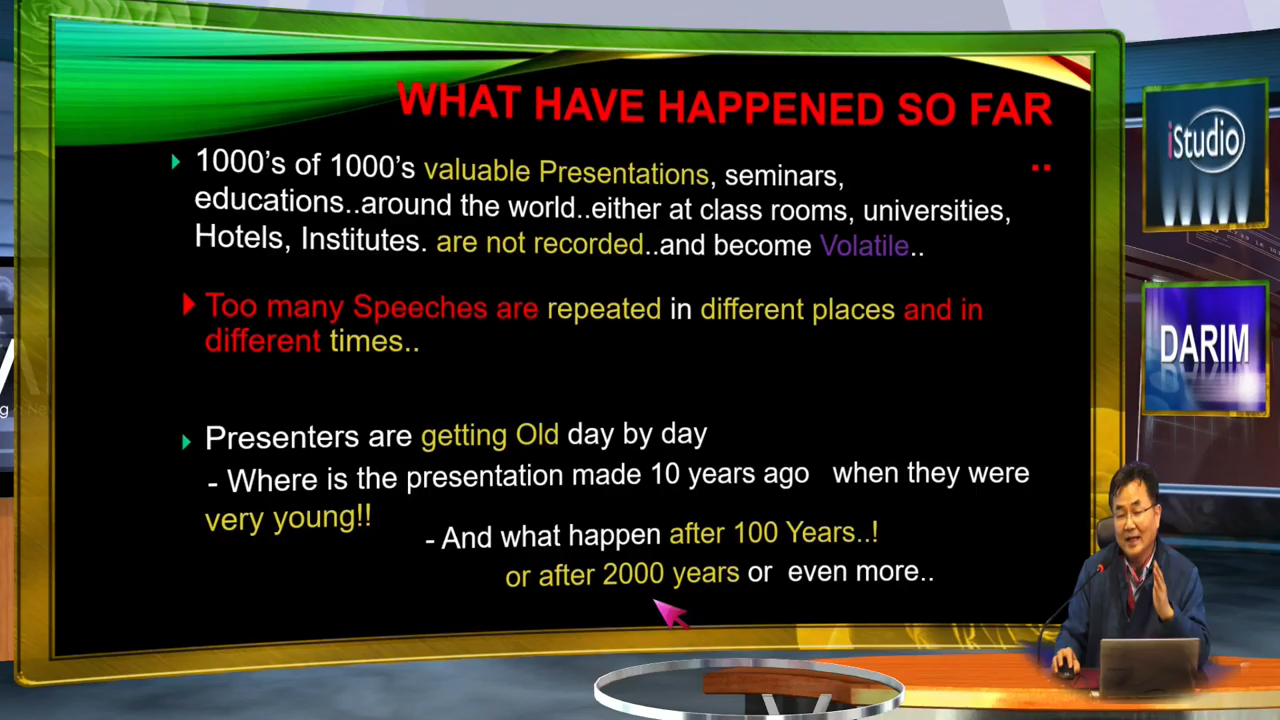 WHAT HAVE HAPPENED SO FAR
..
1000's of 1000's valuable Presentations, seminars,
educations..around the world..either at class rooms, universities,
Hotels, Institutes. are not recorded..and become Volatile..
Too many Speeches are repeated in different places and in
different times..
Presenters are getting Old day by day
- Where is the presentation made 10 years ago when they were
very young!!
- And what happen after 100 Years..!
or after 2000 years or even more..
iStudio
DARIM